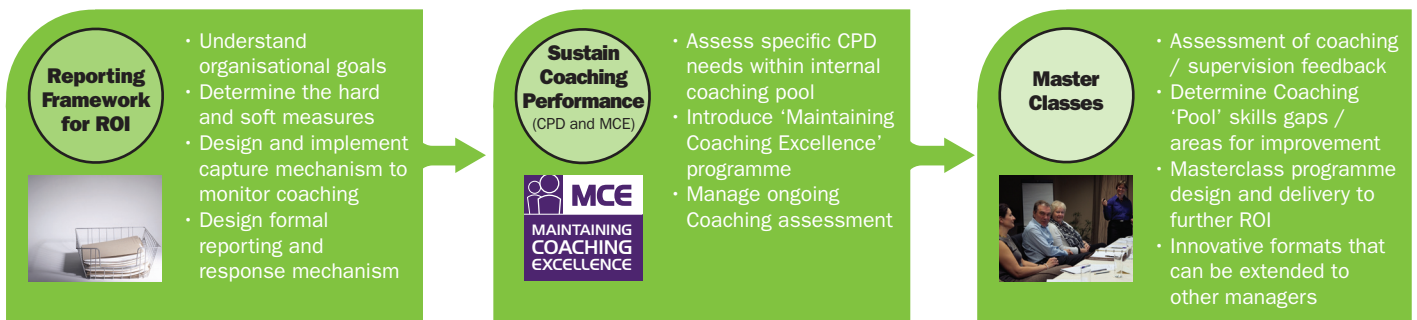 Reporting
Framework
for ROI
· Understand
organisational goals
· Determine the hard
and soft measures
· Design and implement
capture mechanism to
monitor coaching
· Design formal
reporting and
response mechanism
Sustain
Coaching
Performance
(CPD and MCE)
MCE
MAINTAINING
COACHING
EXCELLENCE
· Assess specific CPD
needs within internal
coaching pool
· Introduce ‘Maintaining
Coaching Excellence’
programme
· Manage ongoing
Coaching assessment
Master
Classes
· Assessment of coaching
/ supervision feedback
· Determine Coaching
‘Pool’ skills gaps /
areas for improvement
· Masterclass programme
design and delivery to
further ROI
· Innovative formats that
can be extended to
other managers